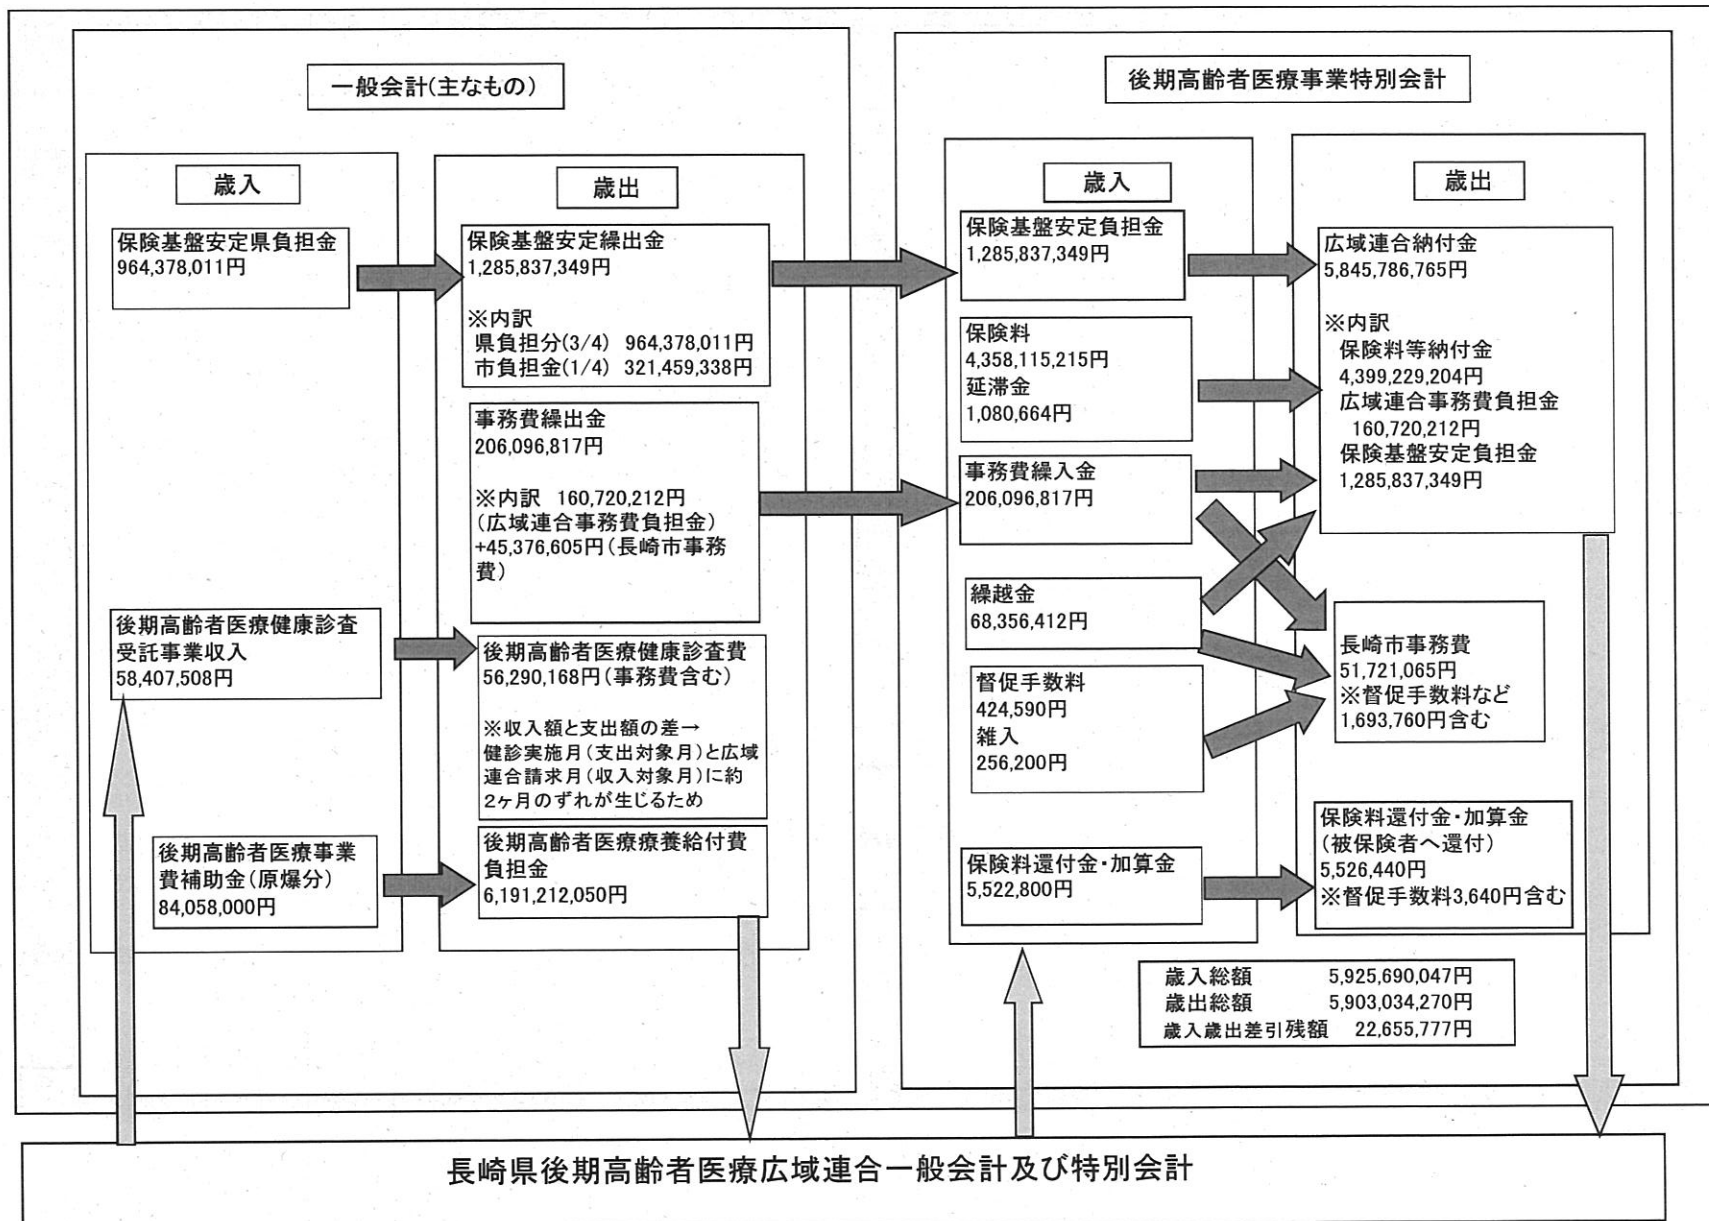 一般会計(主なもの)
歳入
保険基盤安定県負担金
964,378,011円
後期高齢者医療健康診査
受託事業収入
58,407,508円
後期高齢者医療事業
費補助金(原爆分)
84,058,000円
歳出
保険基盤安定繰出金
1,285,837,349円
※内訳
県負担分(3/4) 964,378,011円
市負担金(1/4) 321,459,338円
事務費繰出金
206,096,817円
※内訳 160,720,212円
(広域連合事務費負担金)
+45,376,605円(長崎市事務
費)
後期高齢者医療健康診査費
56,290,168円(事務費含む)
※収入額と支出額の差→
健診実施月(支出対象月)と広域
連合請求月(収入対象月)に約
2ヶ月のずれが生じるため
後期高齢者医療療養給付費
負担金
6,191,212,050円
後期高齢者医療事業特別会計
歳入
保険基盤安定負担金
1,285,837,349円
保険料
4,358,115,215円
延滞金
1,080,664円
事務費繰入金
206,096,817円
繰越金
68,356,412円
督促手数料
424,590円
雑入
256,200円
保険料還付金・加算金
5,522,800円
歳出
広域連合納付金
5,845,786,765円
※内訳
保険料等納付金
4,399,229,204円
広域連合事務費負担金
160,720,212円
保険基盤安定負担金
1,285,837,349円
長崎市事務費
51,721,065円
※督促手数料など
1,693,760円含む
保険料還付金・加算金
(被保険者へ還付)
5,526,440円
※督促手数料3,640円含む
歳入総額 5,925,690,047円
歳出総額 5,903,034,270円
歳入歳出差引残額 22,655,777円
長崎県後期高齢者医療広域連合一般会計及び特別会計